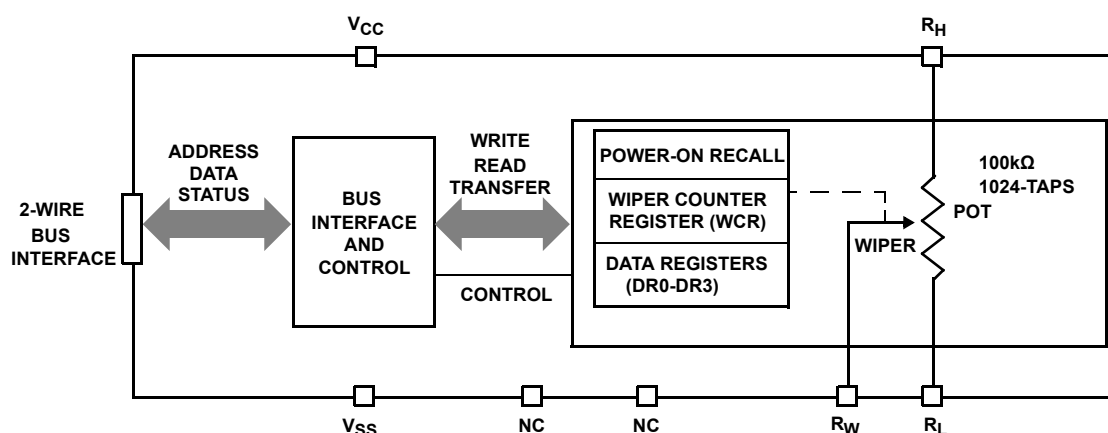 VCC
RH
ADDRESS
DATA
STATUS
2-WIRE
BUS
INTERFACE
BUS
INTERFACE
AND
CONTROL
WRITE
READ
TRANSFER
CONTROL
POWER-ON RECALL
WIPER COUNTER
REGISTER (WCR)
DATA REGISTERS
(DR0-DR3)
100kΩ
1024-TAPS
POT
WIPER
VSS
NC
NC
RW
RL